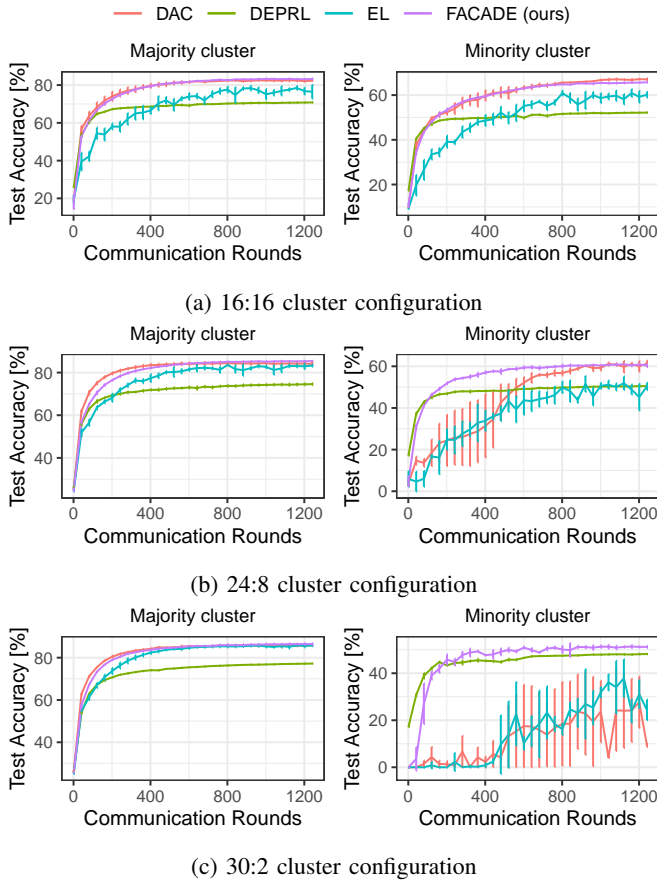 DAC DEPRL EL FACADE (ours)
Majority cluster Minority cluster
Test Accuracy [%]
80
60
40
20
0 400 800 1200
Communication Rounds
Test Accuracy [%]
60
40
20
0 400 800 1200
Communication Rounds
(a) 16:16 cluster configuration
Majority cluster Minority cluster
Test Accuracy [%]
80
60
40
0 400 800 1200
Communication Rounds
Test Accuracy [%]
60
40
20
0
0 400 800 1200
Communication Rounds
(b) 24:8 cluster configuration
Majority cluster Minority cluster
Test Accuracy [%]
80
60
40
0 400 800 1200
Communication Rounds
Test Accuracy [%]
40
20
0
0 400 800 1200
Communication Rounds
(c) 30:2 cluster configuration